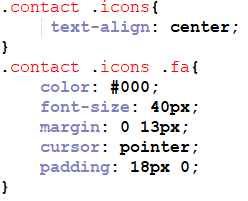 .contact .icons{
text-align: center;
}
.contact .icons .fa{
color: #000;
font-size: 40px;
margin: 0 13px;
cursor: pointer;
padding: 18px 0;
}